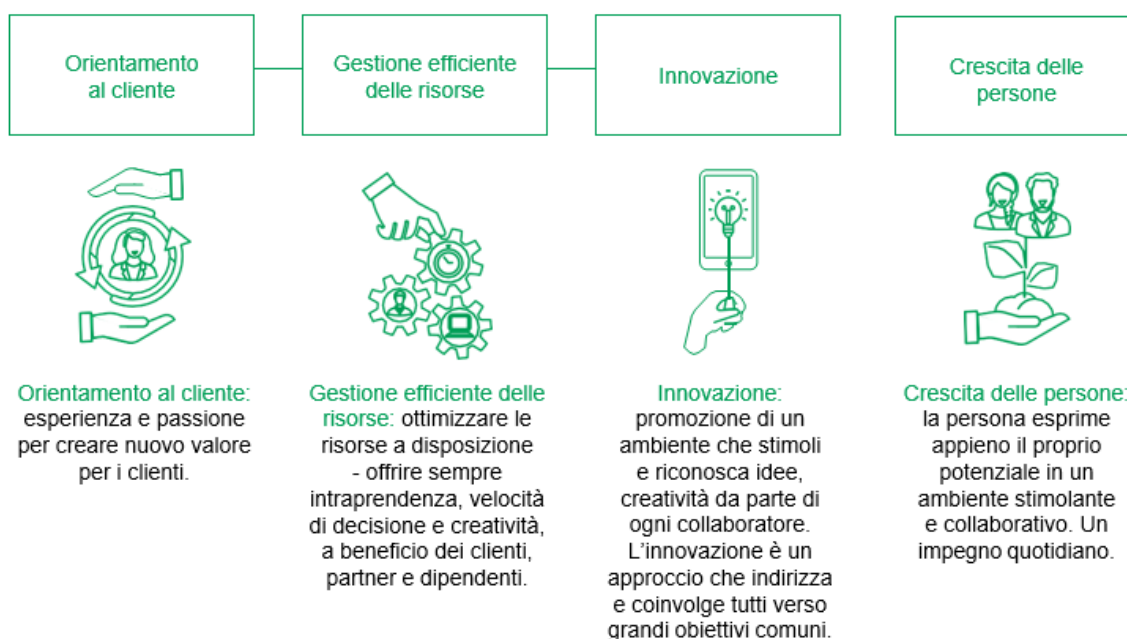 Orientamento
al cliente
Gestione efficiente
delle risorse
Innovazione
Crescita delle
persone
Orientamento al cliente:
esperienza e passione
per creare nuovo valore
per i clienti.
Gestione efficiente delle
risorse: ottimizzare le
risorse a disposizione
- offrire sempre
intraprendenza, velocità
di decisione e creatività,
a beneficio dei clienti,
partner e dipendenti.
Innovazione:
promozione di un
ambiente che stimoli
e riconosca idee,
creatività da parte di
ogni collaboratore.
L’innovazione è un
approccio che indirizza
e coinvolge tutti verso
grandi obiettivi comuni.
Crescita delle persone:
la persona esprime
appieno il proprio
potenziale in un
ambiente stimolante
e collaborativo. Un
impegno quotidiano.